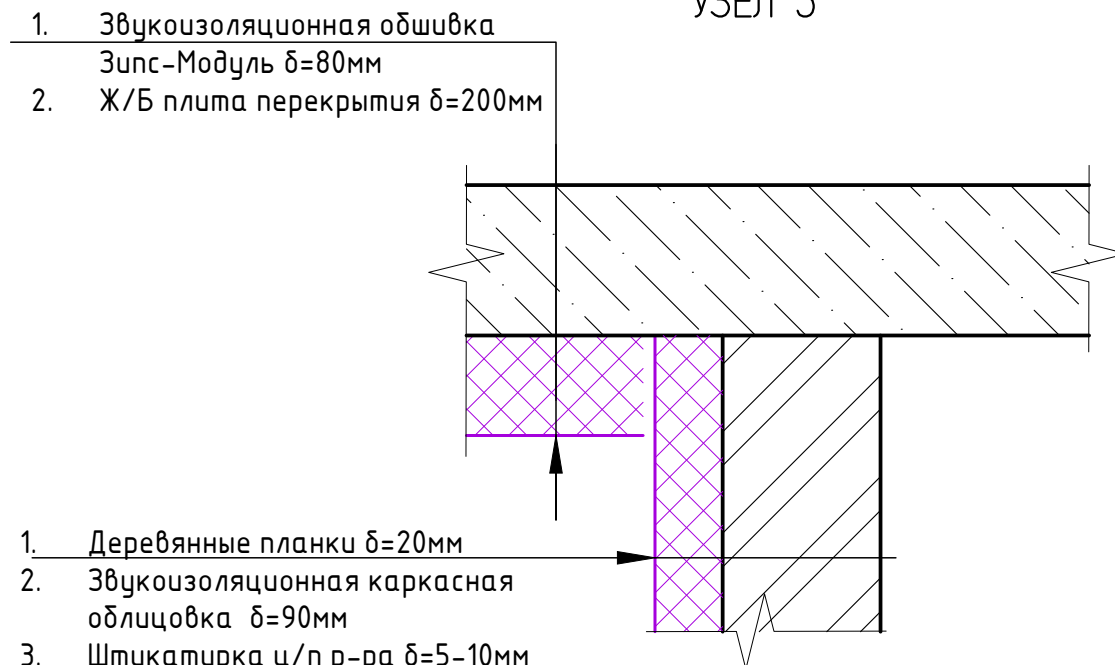 УЗЕЛ 5
1. Звукоизоляционная обшивка
Зипс-Модуль δ=80мм
2. Ж/Б плита перекрытия δ=200мм
1. Деревянные планки δ=20мм
2. Звукоизоляционная каркасная
облицовка δ=90мм
3. Штукатурка ц/п р-ра δ=5-10мм